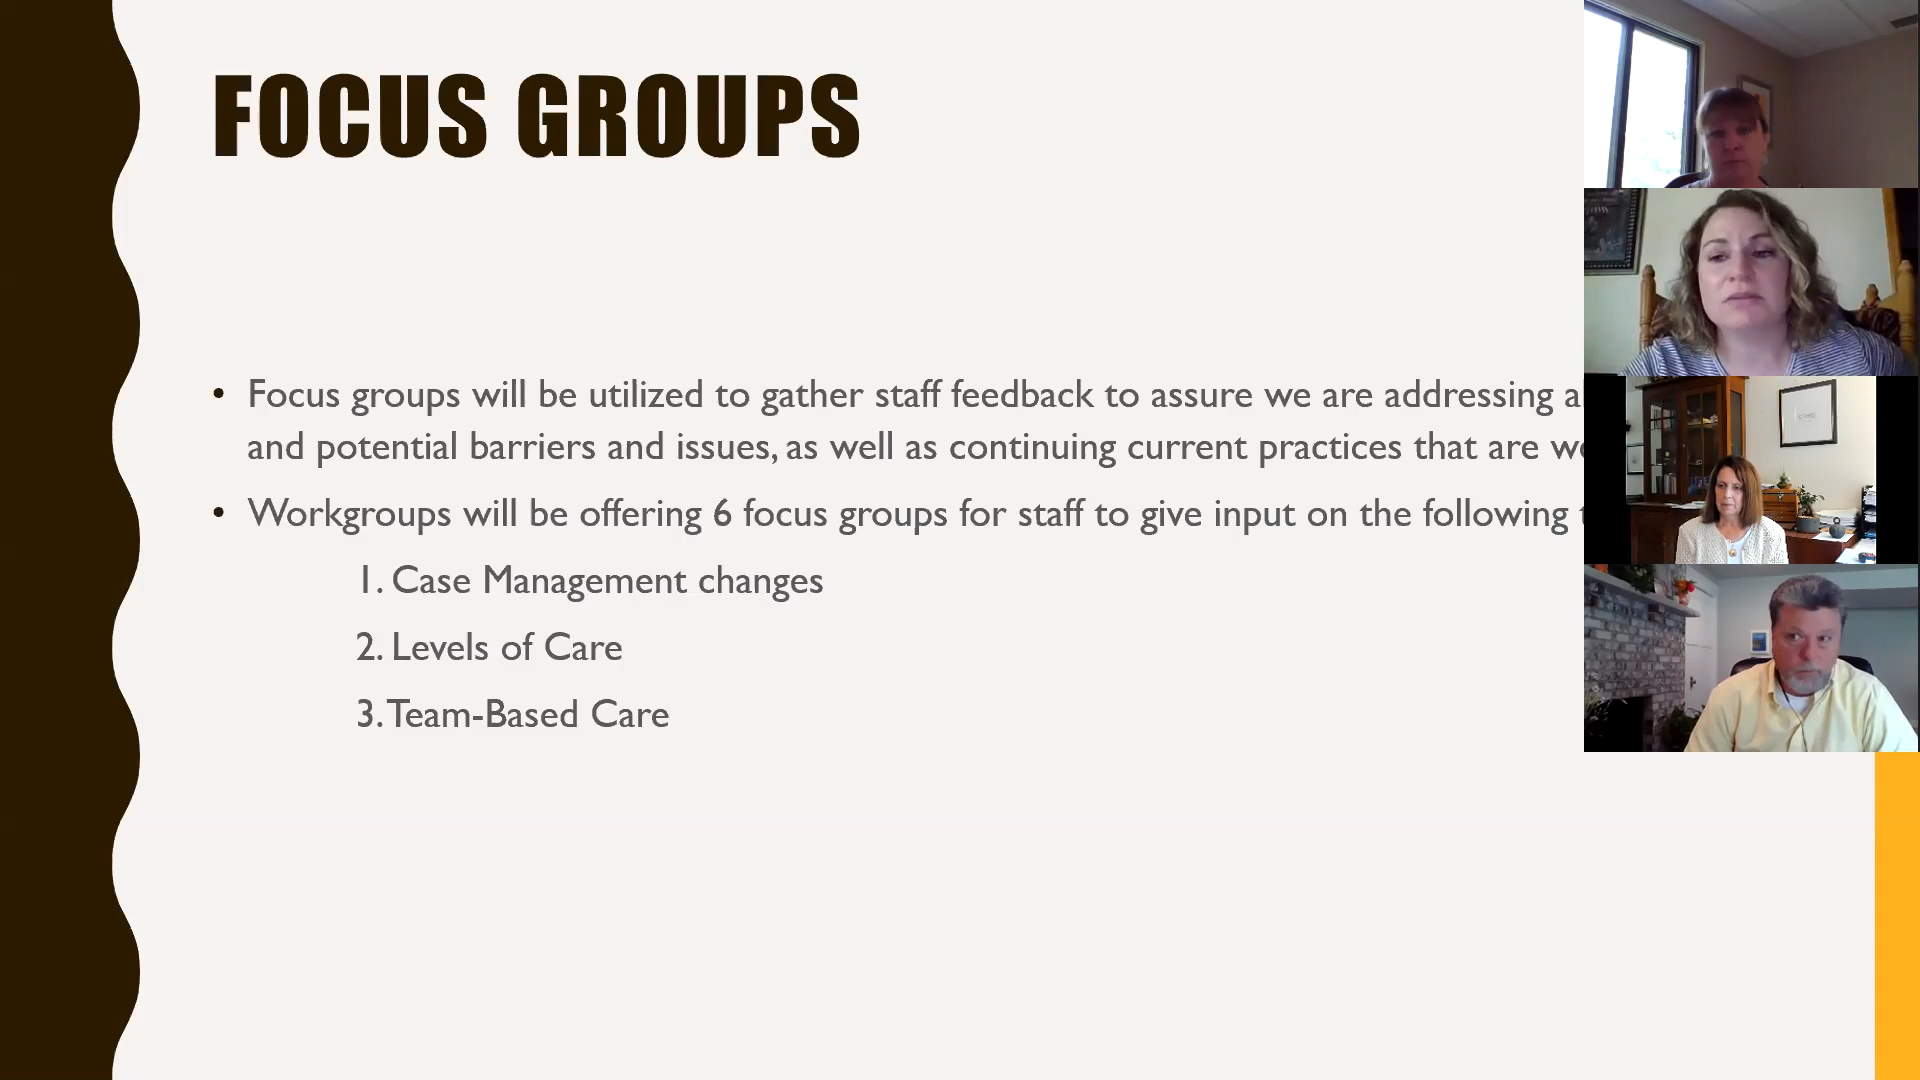 FOCUS GROUPS
• Focus groups will be utilized to gather staff feedback to assure we are addressing
and potential barriers and issues, as well as continuing current practices that are
• Workgroups will be offering 6 focus groups for staff to give input on the following
1. Case Management changes
2. Levels of Care
3. Team-Based Care